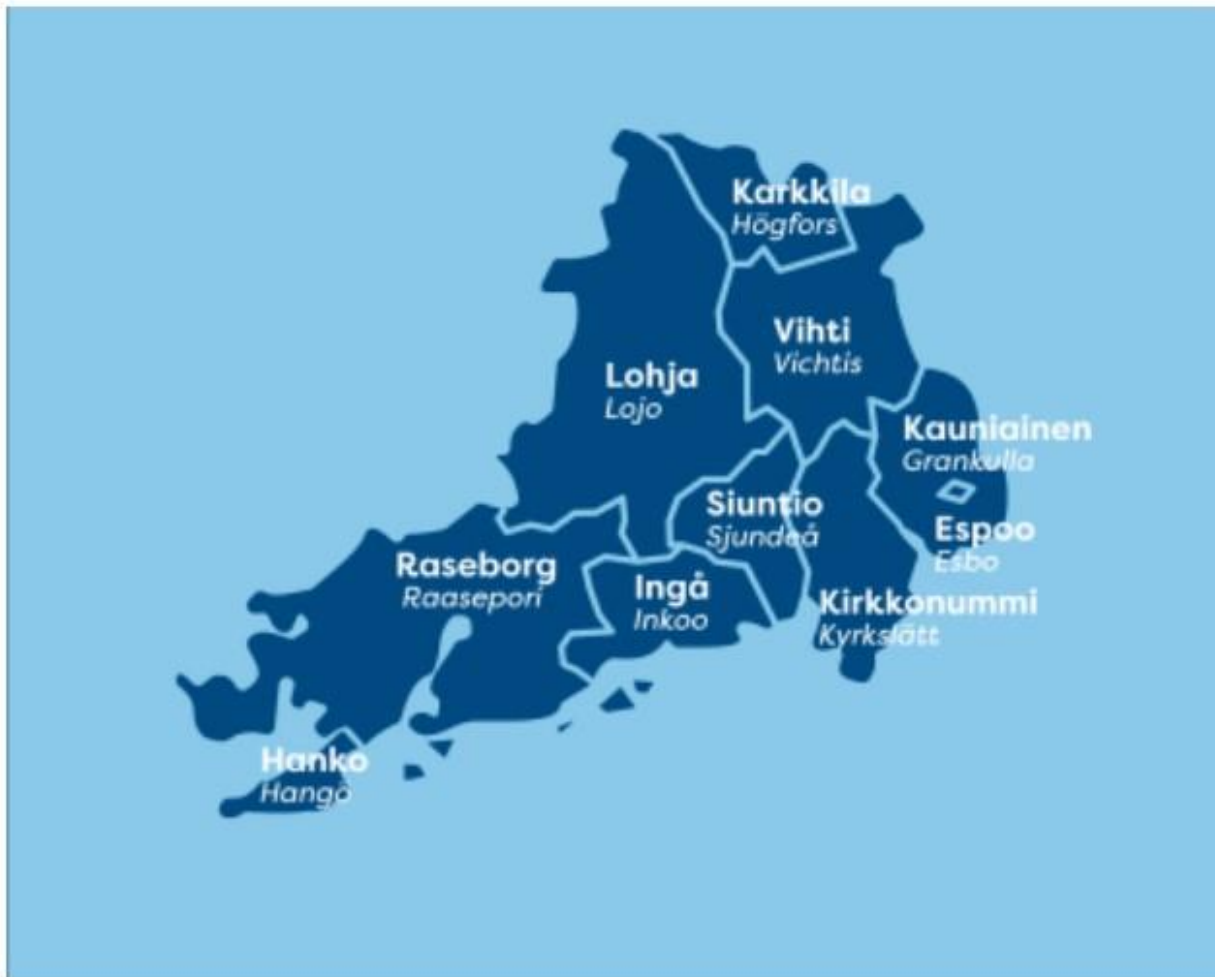 Karkkila
Högfors
Vihti
Vichtis
Lohja
Lojo
Kauniainen
Grankulla
Siuntio
Sjundeå
Espoo
Esbo
Raseborg
Raasepori
Ingå
Inkoo
Kirkkonummi
Kyrkslätt
Hanko
Hangö